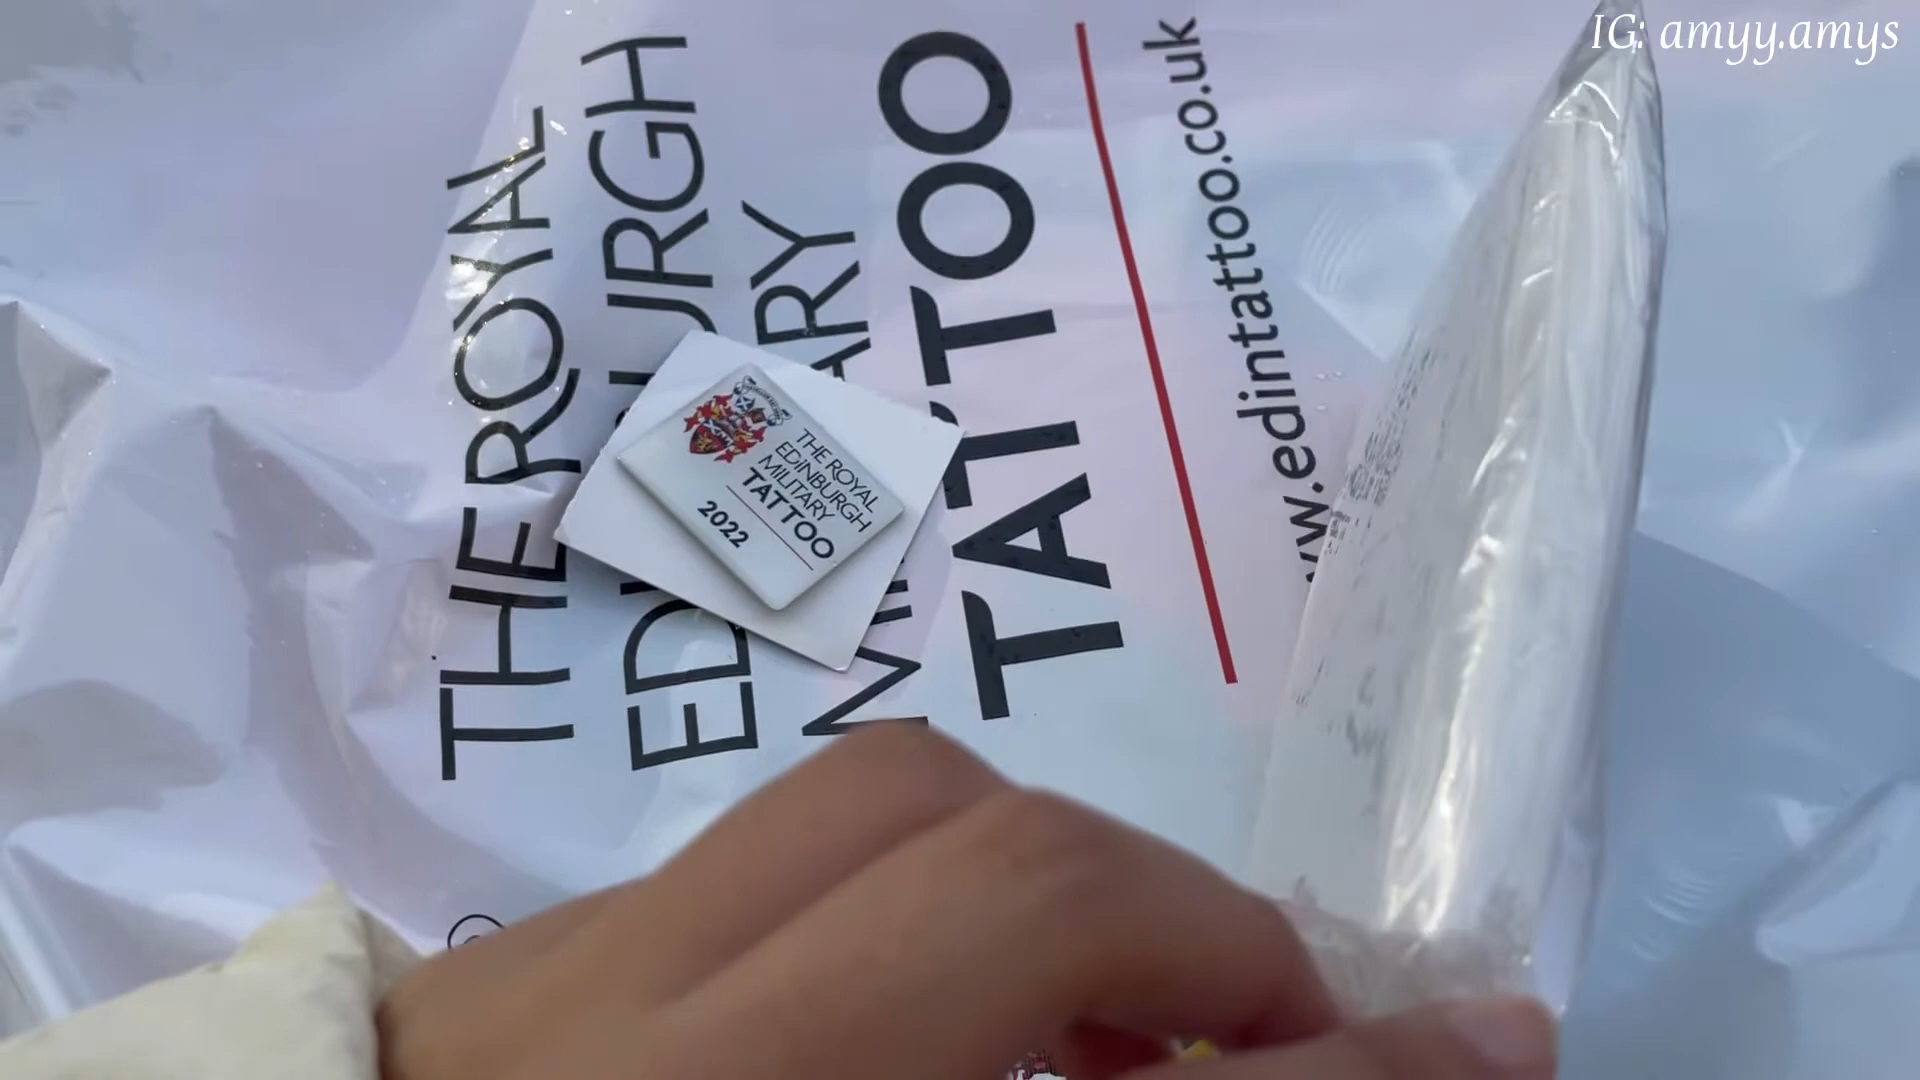 IG: amyy.amys
THE ROYAL
EDINBURGH
MILITARY
TATTOO
www.edintattoo.co.uk
THE ROYAL
EDINBURGH
MILITARY
TATTOO
2022